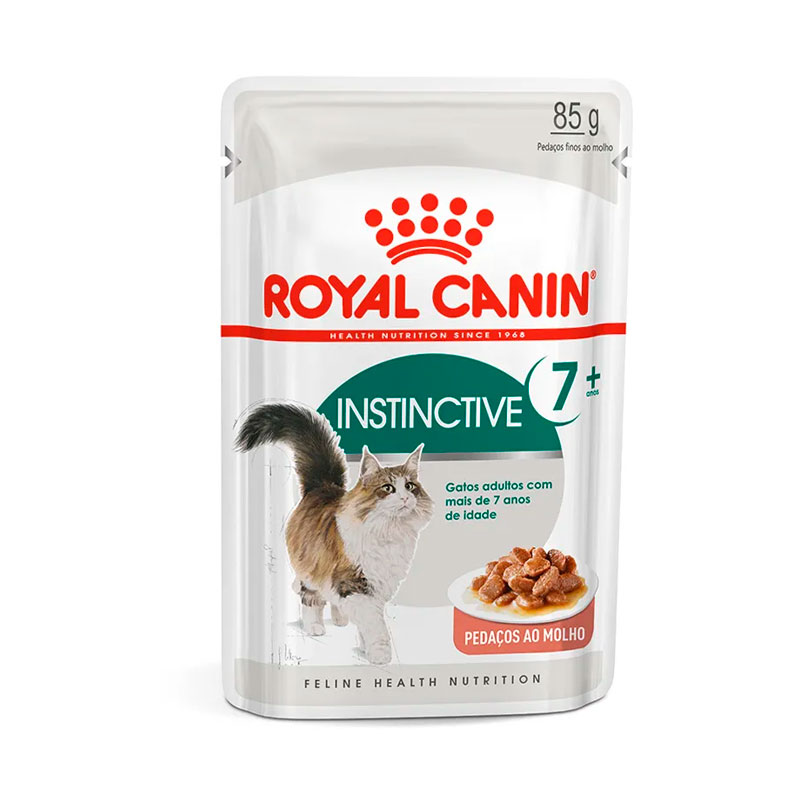 85 g
Pedaços finos ao molho
ROYAL CANIN®
HEALTH NUTRITION SINCE 1968
INSTINCTIVE
7+
anos
Gatos adultos com
mais de 7 anos
de idade
PEDAÇOS AO MOLHO
FELINE HEALTH NUTRITION